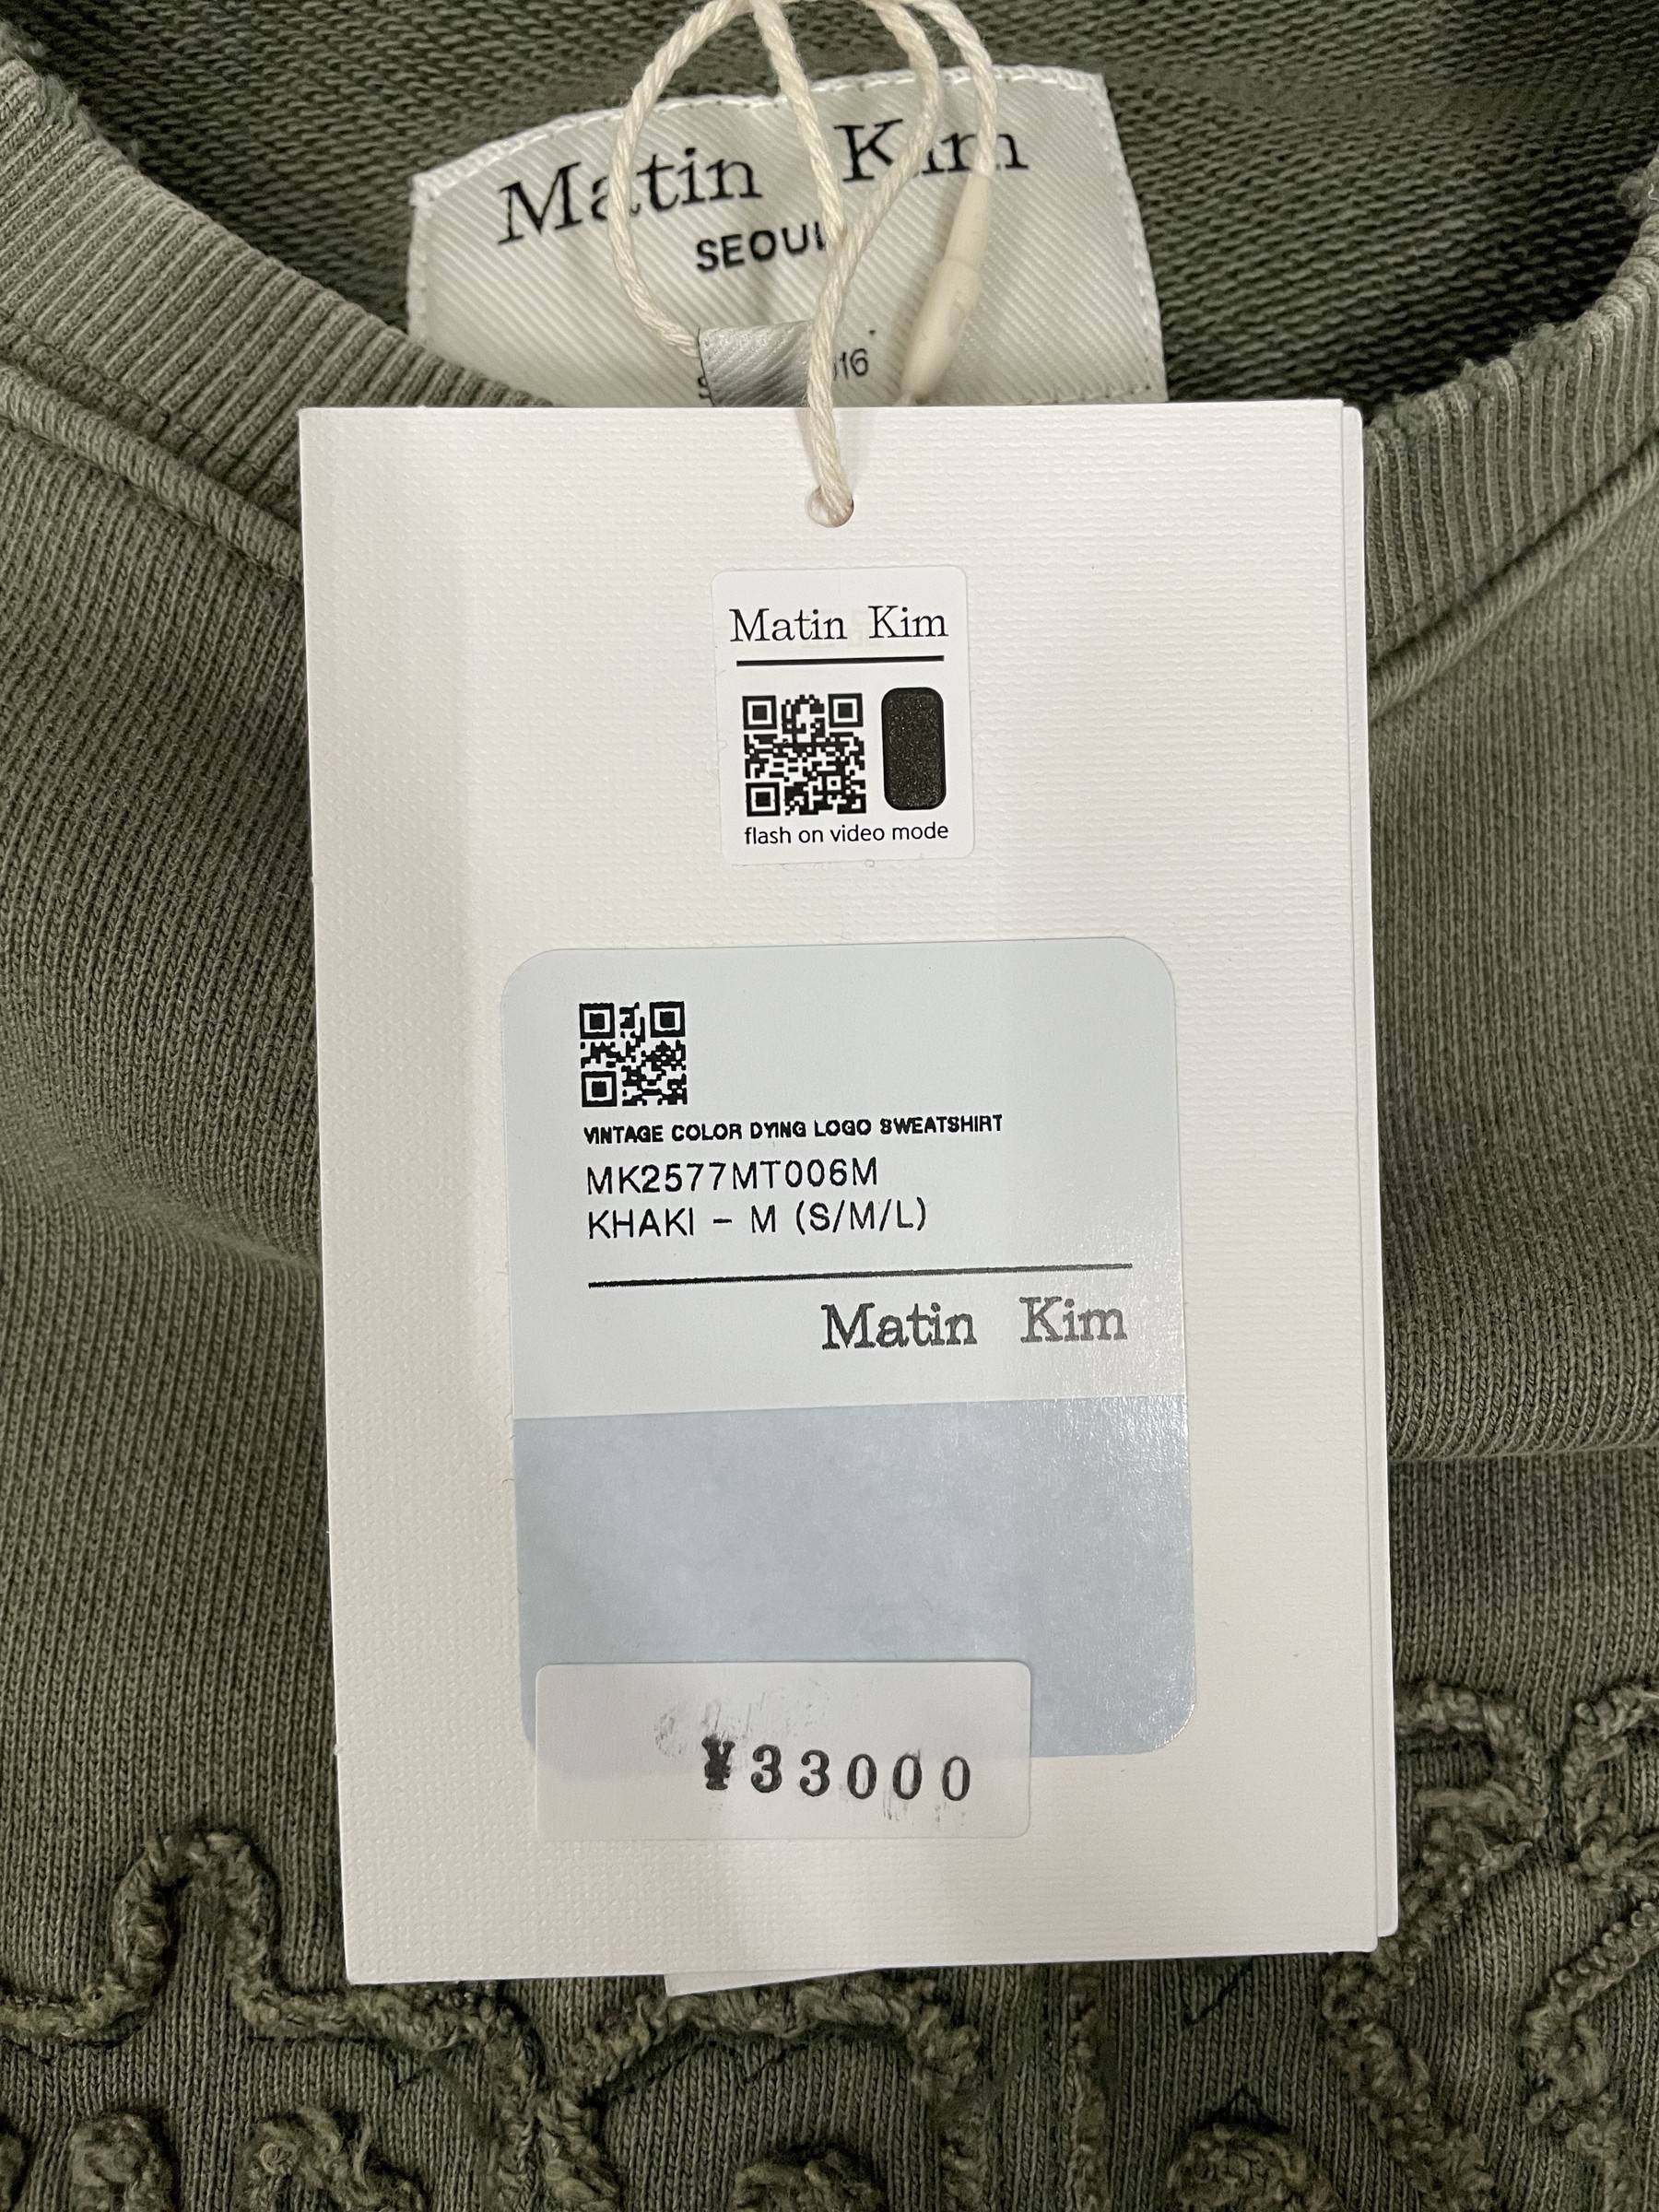 Matin Kim
SEOUL
Matin Kim
flash on video mode
VINTAGE COLOR DYING LOGO SWEATSHIRT
MK2577MT006M
KHAKI - M (S/M/L)
Matin Kim
¥33000